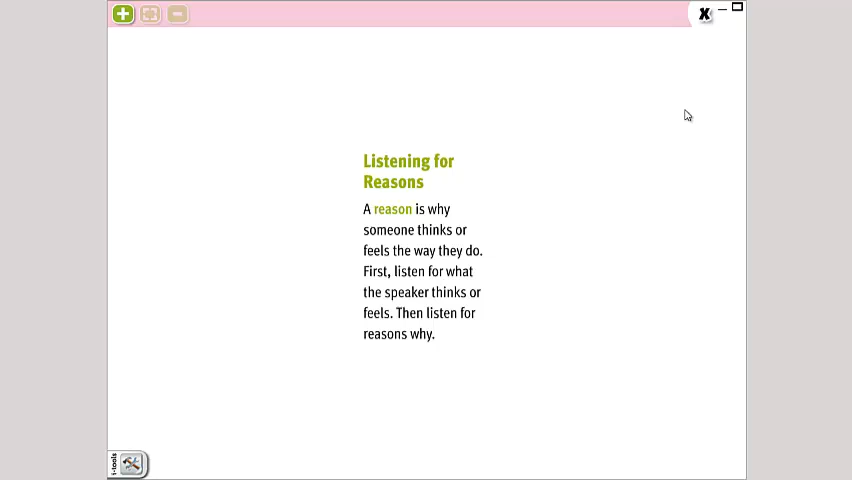 X
Listening for
Reasons
A reason is why
someone thinks or
feels the way they do.
First, listen for what
the speaker thinks or
feels. Then listen for
reasons why.
i-tools